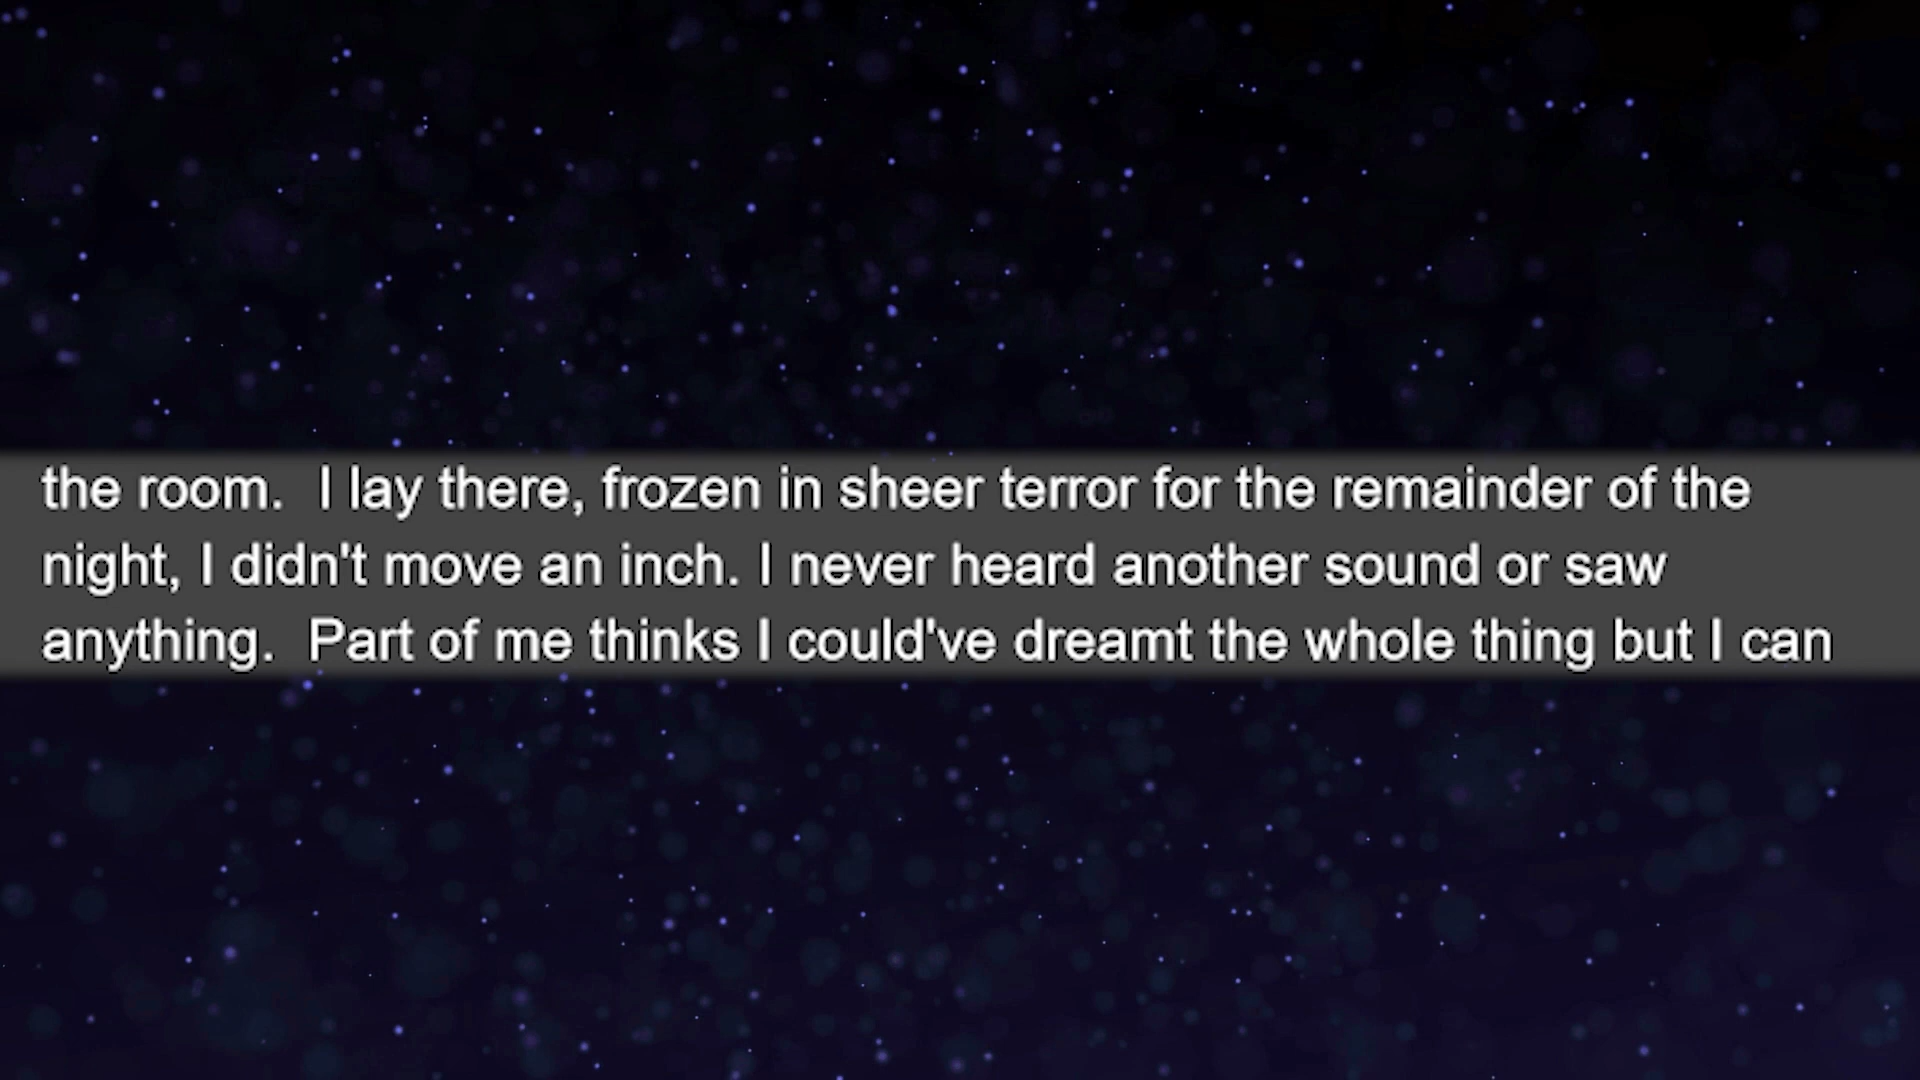 the room.  I lay there, frozen in sheer terror for the remainder of the
night, I didn't move an inch. I never heard another sound or saw
anything.  Part of me thinks I could've dreamt the whole thing but I can